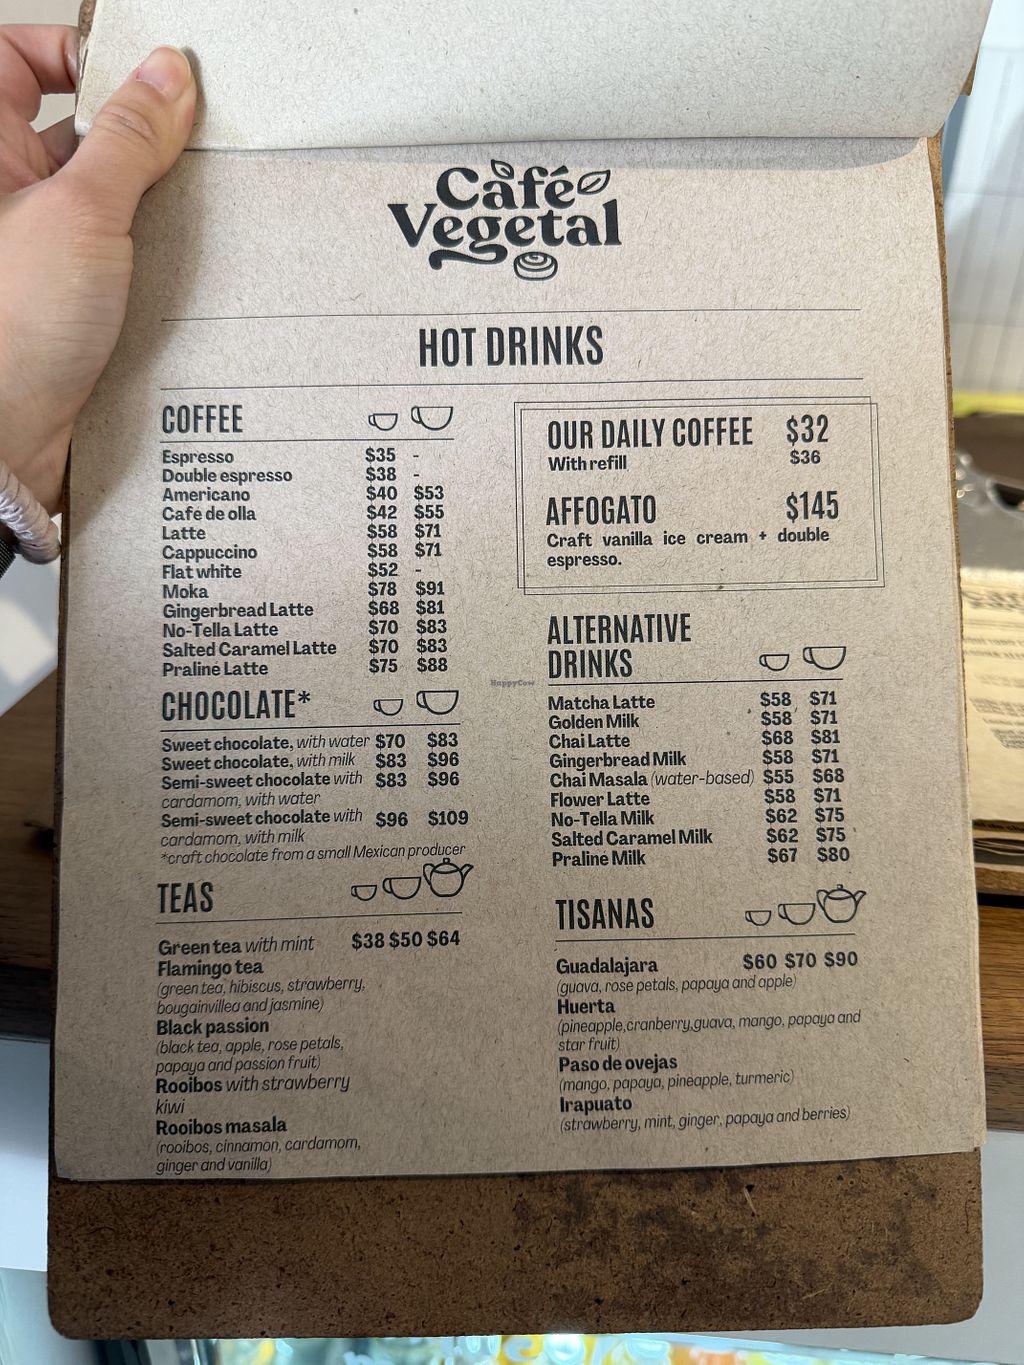 Café
Vegetal
HOT DRINKS
COFFEE
Espresso $35 -
Double espresso $38 -
Americano $40 $53
Café de olla $42 $55
Latte $58 $71
Cappuccino $58 $71
Flat white $52 -
Moka $78 $91
Gingerbread Latte $68 $81
No-Tella Latte $70 $83
Salted Caramel Latte $70 $83
Praliné Latte $75 $88
CHOCOLATE*
Sweet chocolate, with water $70 $83
Sweet chocolate, with milk $83 $96
Semi-sweet chocolate with $83 $96
cardamom, with water
Semi-sweet chocolate with $96 $109
cardamom, with milk
*craft chocolate from a small Mexican producer
TEAS
Green tea with mint $38 $50 $64
Flamingo tea
(green tea, hibiscus, strawberry,
bougainvillea and jasmine)
Black passion
(black tea, apple, rose petals,
papaya and passion fruit)
Rooibos with strawberry
kiwi
Rooibos masala
(rooibos, cinnamon, cardamom,
ginger and vanilla)
OUR DAILY COFFEE $32
With refill $36
AFFOGATO $145
Craft vanilla ice cream + double
espresso.
ALTERNATIVE
DRINKS
Matcha Latte $58 $71
Golden Milk $58 $71
Chai Latte $68 $81
Gingerbread Milk $58 $71
Chai Masala (water-based) $55 $68
Flower Latte $58 $71
No-Tella Milk $62 $75
Salted Caramel Milk $62 $75
Praliné Milk $67 $80
TISANAS
Guadalajara $60 $70 $90
(guava, rose petals, papaya and apple)
Huerta
(pineapple,cranberry,guava, mango, papaya and
star fruit)
Paso de ovejas
(mango, papaya, pineapple, turmeric)
Irapuato
(strawberry, mint, ginger, papaya and berries)
HappyCow